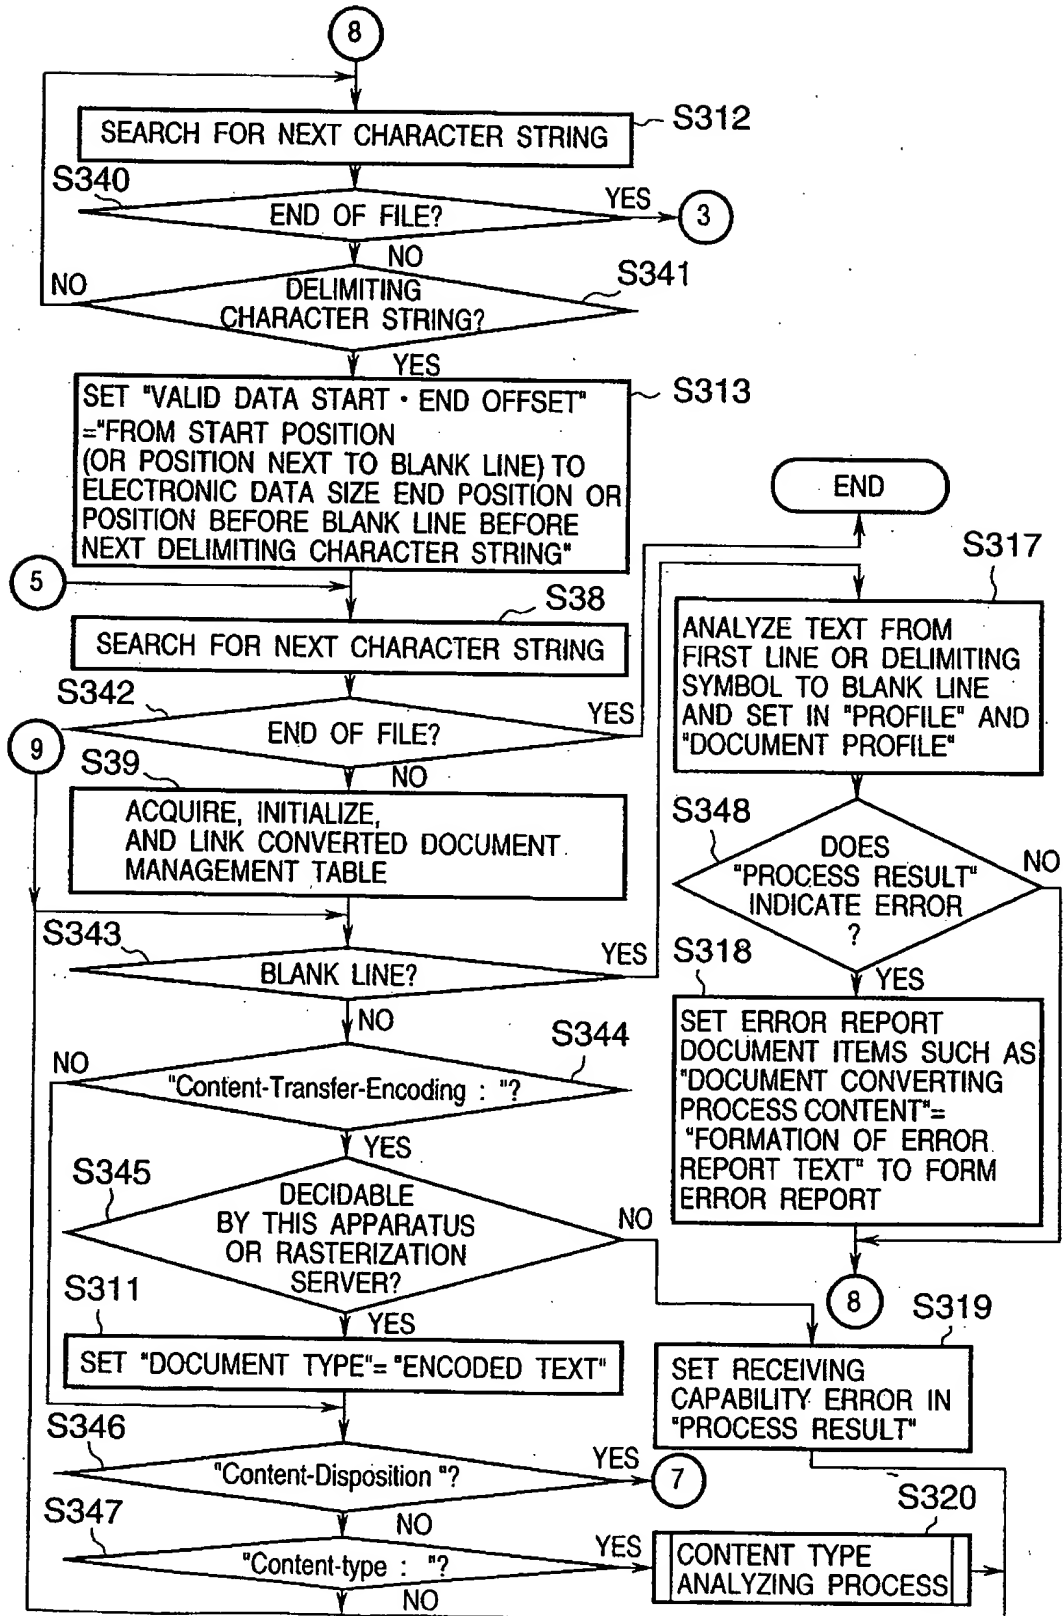 8
SEARCH FOR NEXT CHARACTER STRING
S312
S340
END OF FILE?
YES
3
NO
NO
DELIMITING
CHARACTER STRING?
S341
YES
SET "VALID DATA START · END OFFSET"
="FROM START POSITION
(OR POSITION NEXT TO BLANK LINE) TO
ELECTRONIC DATA SIZE END POSITION OR
POSITION BEFORE BLANK LINE BEFORE
NEXT DELIMITING CHARACTER STRING"
S313
5
S38
SEARCH FOR NEXT CHARACTER STRING
S342
END OF FILE?
YES
9
S39
NO
ACQUIRE, INITIALIZE,
AND LINK CONVERTED DOCUMENT
MANAGEMENT TABLE
S343
BLANK LINE?
YES
NO
S344
NO
"Content-Transfer-Encoding : "?
YES
S345
DECIDABLE
BY THIS APPARATUS
OR RASTERIZATION
SERVER?
NO
S311
YES
SET "DOCUMENT TYPE"= "ENCODED TEXT"
S346
"Content-Disposition "?
YES
7
S347
NO
"Content-type : "?
YES
NO
END
S317
ANALYZE TEXT FROM
FIRST LINE OR DELIMITING
SYMBOL TO BLANK LINE
AND SET IN "PROFILE" AND
"DOCUMENT PROFILE"
S348
DOES
"PROCESS RESULT"
INDICATE ERROR
?
NO
S318
YES
SET ERROR REPORT
DOCUMENT ITEMS SUCH AS
"DOCUMENT CONVERTING
PROCESS CONTENT"=
"FORMATION OF ERROR
REPORT TEXT" TO FORM
ERROR REPORT
8
S319
SET RECEIVING
CAPABILITY ERROR IN
"PROCESS RESULT"
S320
CONTENT TYPE
ANALYZING PROCESS